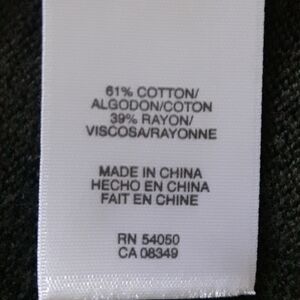 61% COTTON/
ALGODON/COTON
39% RAYON/
VISCOSA/RAYONNE
MADE IN CHINA
HECHO EN CHINA
FAIT EN CHINE
RN 54050
CA 08349